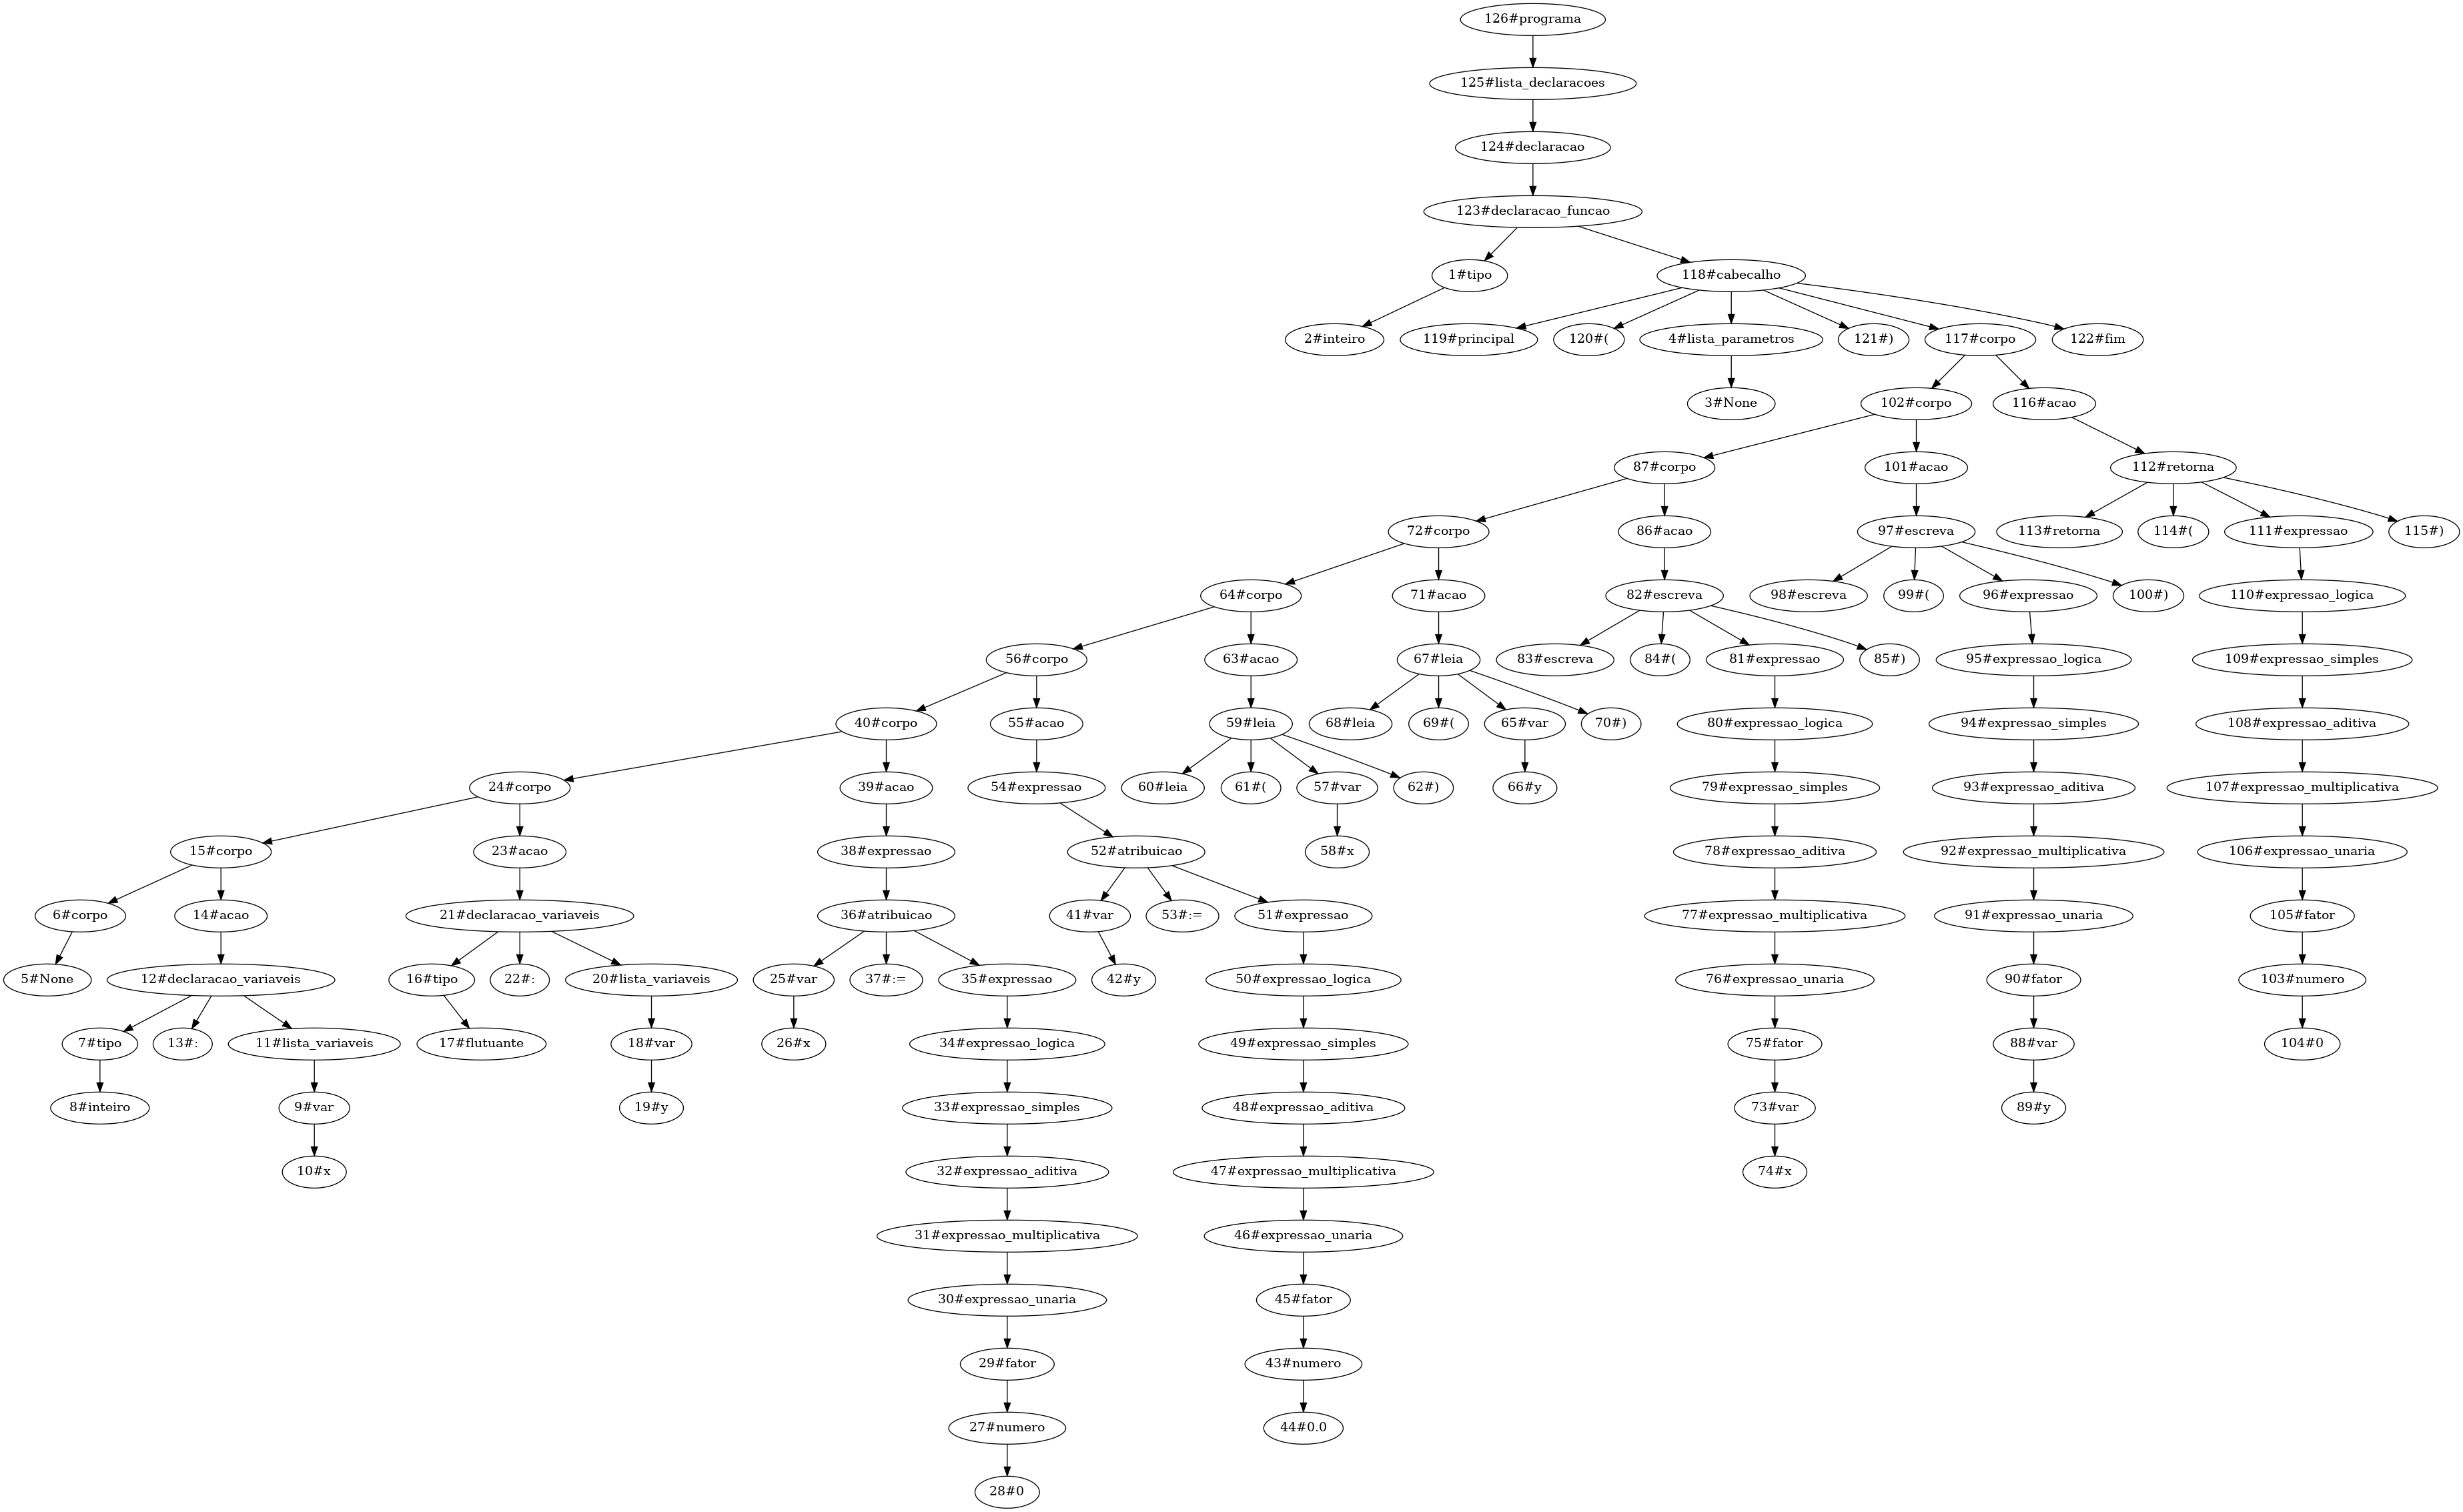 126#programa
125#lista_declaracoes
124#declaracao
123#declaracao_funcao
1#tipo 118#cabecalho
2#inteiro 119#principal 120#( 4#lista_parametros 121#) 117#corpo 122#fim
3#None 102#corpo 116#acao
87#corpo 101#acao 112#retorna
72#corpo 86#acao 97#escreva 113#retorna 114#( 111#expressao 115#)
64#corpo 71#acao 82#escreva 98#escreva 99#( 96#expressao 100#) 110#expressao_logica
56#corpo 63#acao 67#leia 83#escreva 84#( 81#expressao 85#) 95#expressao_logica 109#expressao_simples
40#corpo 55#acao 59#leia 68#leia 69#( 65#var 70#) 80#expressao_logica 94#expressao_simples 108#expressao_aditiva
24#corpo 39#acao 54#expressao 60#leia 61#( 57#var 62#) 66#y 79#expressao_simples 93#expressao_aditiva 107#expressao_multiplicativa
15#corpo 23#acao 38#expressao 52#atribuicao 58#x 78#expressao_aditiva 92#expressao_multiplicativa 106#expressao_unaria
6#corpo 14#acao 21#declaracao_variaveis 36#atribuicao 41#var 53#:= 51#expressao 77#expressao_multiplicativa 91#expressao_unaria 105#fator
5#None 12#declaracao_variaveis 16#tipo 22#: 20#lista_variaveis 25#var 37#:= 35#expressao 42#y 50#expressao_logica 76#expressao_unaria 90#fator 103#numero
7#tipo 13#: 11#lista_variaveis 17#flutuante 18#var 26#x 34#expressao_logica 49#expressao_simples 75#fator 88#var 104#0
8#inteiro 9#var 19#y 33#expressao_simples 48#expressao_aditiva 73#var 89#y
10#x 32#expressao_aditiva 47#expressao_multiplicativa 74#x
31#expressao_multiplicativa 46#expressao_unaria
30#expressao_unaria 45#fator
29#fator 43#numero
27#numero 44#0.0
28#0